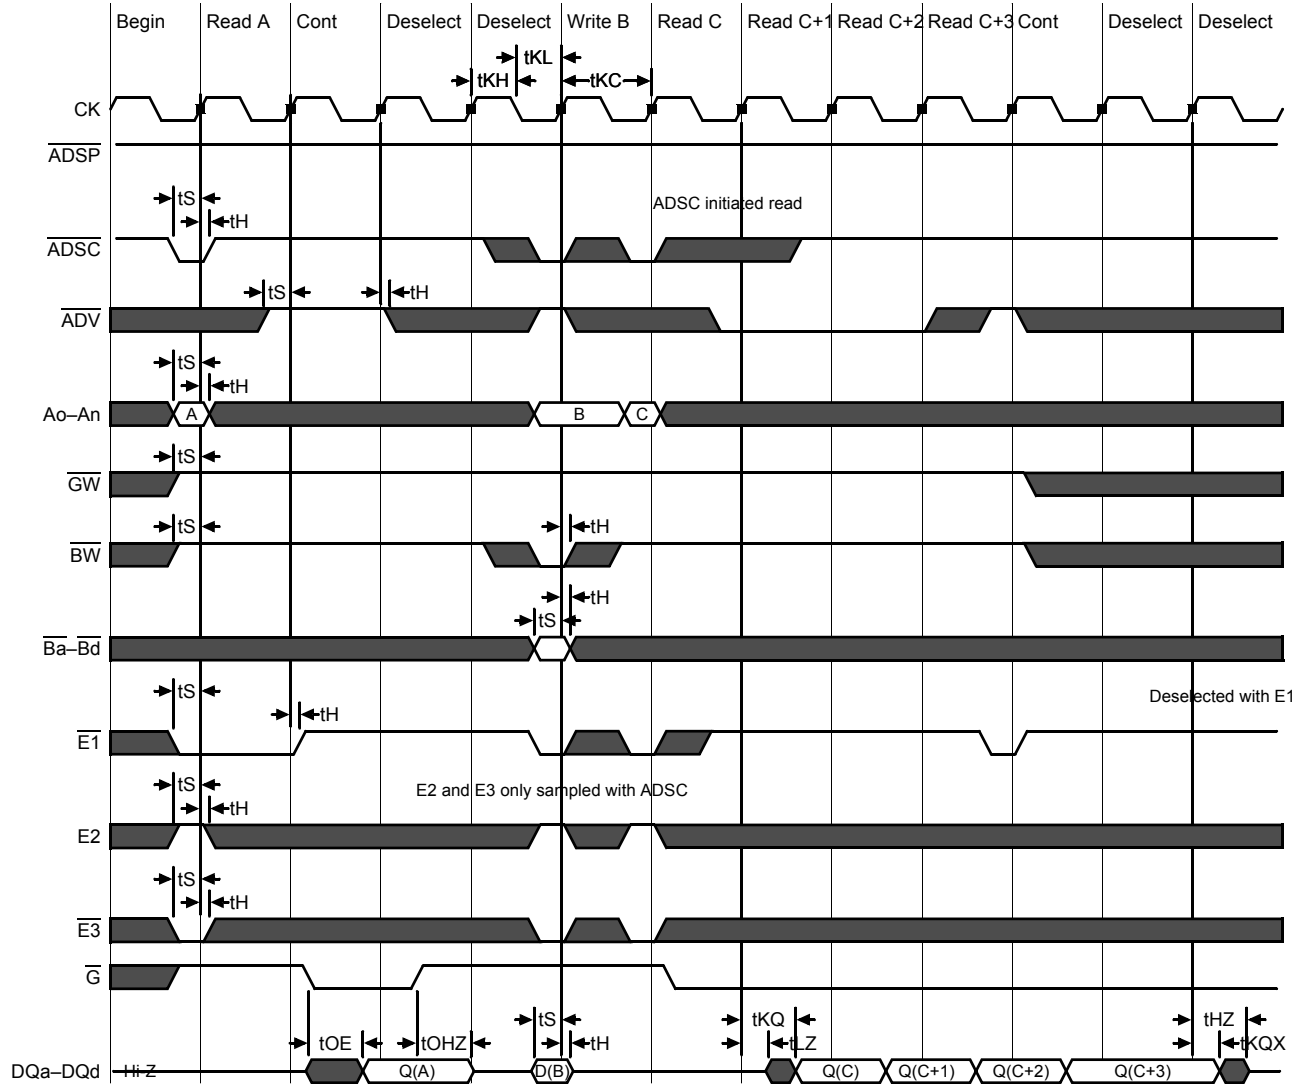 Begin Read A Cont Deselect Deselect Write B Read C Read C+1 Read C+2 Read C+3 Cont Deselect Deselect
tKL
tKH tKC
CK
ADSP
tS
ADSC initiated read
tH
ADSC
tS tH
ADV
tS
tH
Ao–An A B C
tS
GW
tS tH
BW
tH
tS
Ba–Bd
tS
Deselected with E1
tH
E1
tS
E2 and E3 only sampled with ADSC
tH
E2
tS
tH
E3
G
tS tKQ tHZ
tOE tOHZ tH tLZ tKQX
DQa–DQd Hi-Z Q(A) D(B) Q(C) Q(C+1) Q(C+2) Q(C+3)